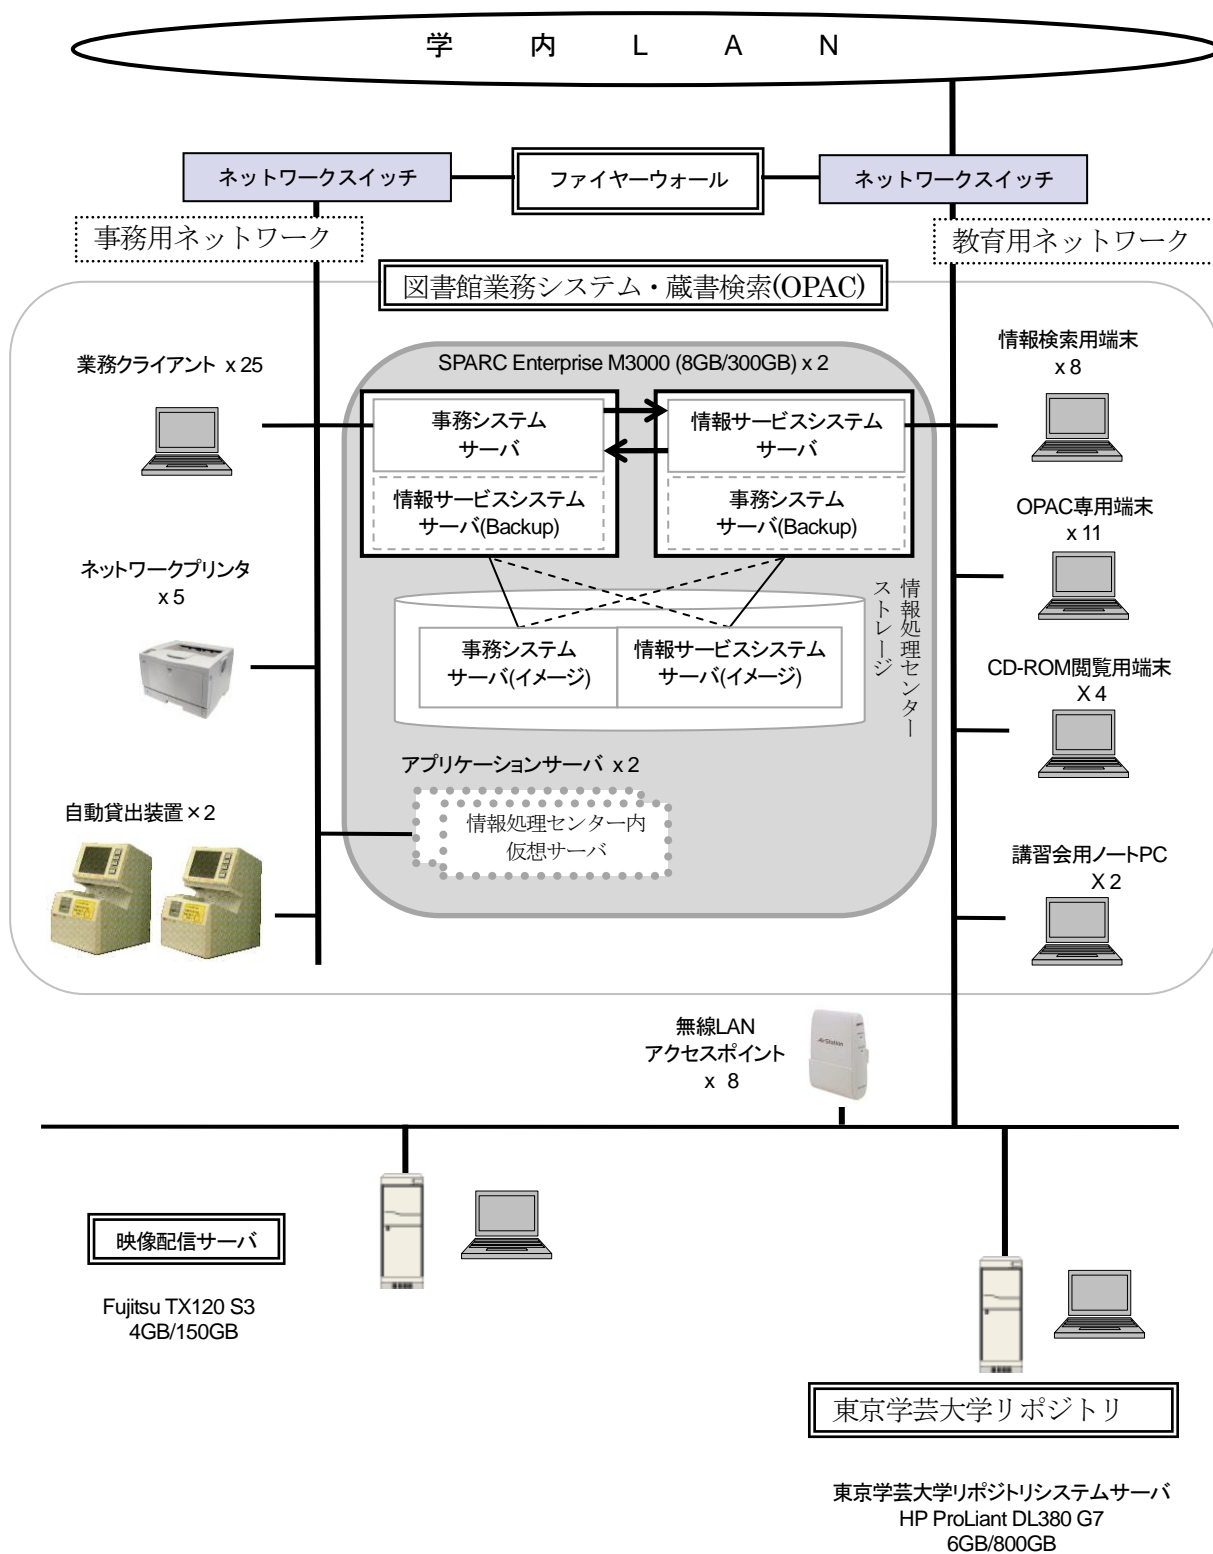 学　内　L　A　N
ネットワークスイッチ
ファイヤーウォール
ネットワークスイッチ
事務用ネットワーク
教育用ネットワーク
図書館業務システム・蔵書検索(OPAC)
業務クライアント x 25
SPARC Enterprise M3000 (8GB/300GB) x 2
情報検索用端末
x 8
事務システム
サーバ
情報サービスシステム
サーバ
情報サービスシステム
サーバ(Backup)
事務システム
サーバ(Backup)
OPAC専用端末
x 11
ネットワークプリンタ
x 5
情報処理センター
ストレージ
事務システム
サーバ(イメージ)
情報サービスシステム
サーバ(イメージ)
CD-ROM閲覧用端末
X 4
アプリケーションサーバ x 2
情報処理センター内
仮想サーバ
自動貸出装置×2
講習会用ノートPC
X 2
無線LAN
アクセスポイント
x 8
AirStation
映像配信サーバ
Fujitsu TX120 S3
4GB/150GB
東京学芸大学リポジトリ
東京学芸大学リポジトリシステムサーバ
HP ProLiant DL380 G7
6GB/800GB